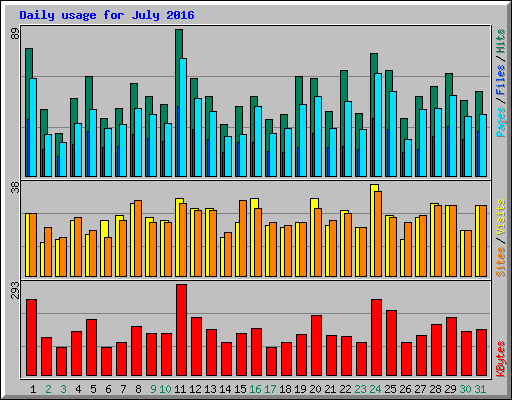 Daily usage for July 2016
89
Pages / Files / Hits
38
Sites / Visits
293
KBytes
1 2 3 4 5 6 7 8 9 10 11 12 13 14 15 16 17 18 19 20 21 22 23 24 25 26 27 28 29 30 31